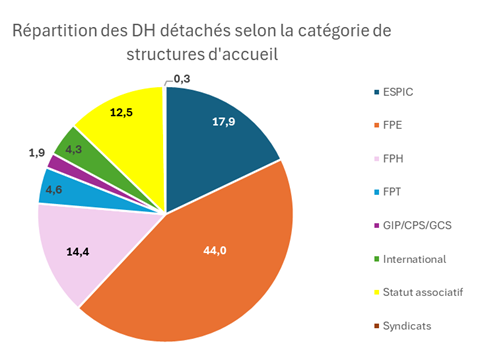 Répartition des DH détachés selon la catégorie de
structures d'accueil
0,3
12,5
17,9
4,3
1,9
4,6
14,4
44,0
ESPIC
FPE
FPH
FPT
GIP/CPS/GCS
International
Statut associatif
Syndicats